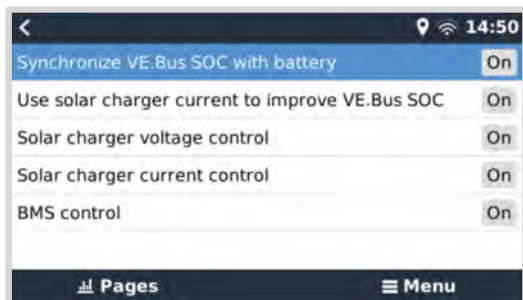 14:50
Synchronize VE.Bus SOC with battery On
Use solar charger current to improve VE.Bus SOC On
Solar charger voltage control On
Solar charger current control On
BMS control On
Pages Menu